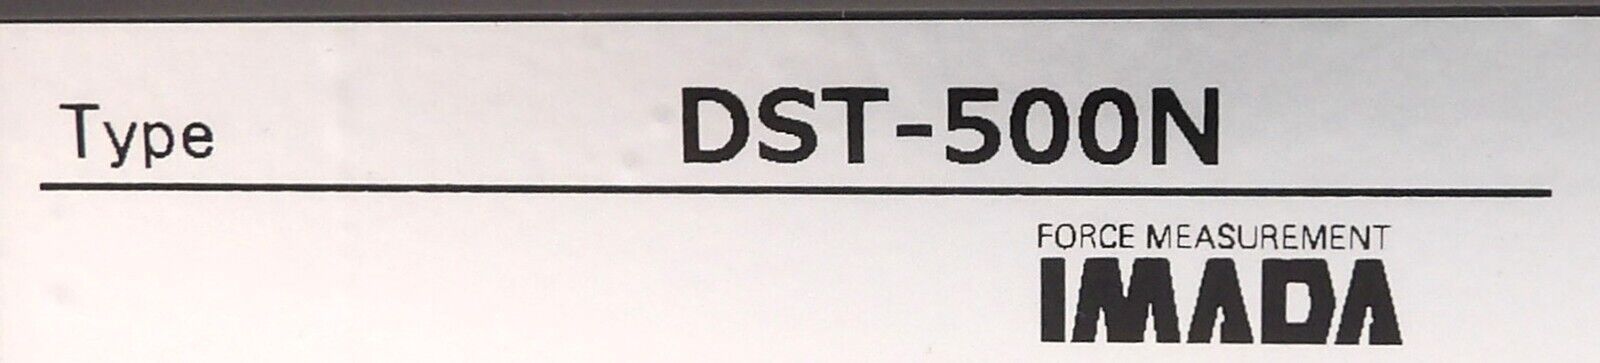 Type DST-500N
FORCE MEASUREMENT
IMADA